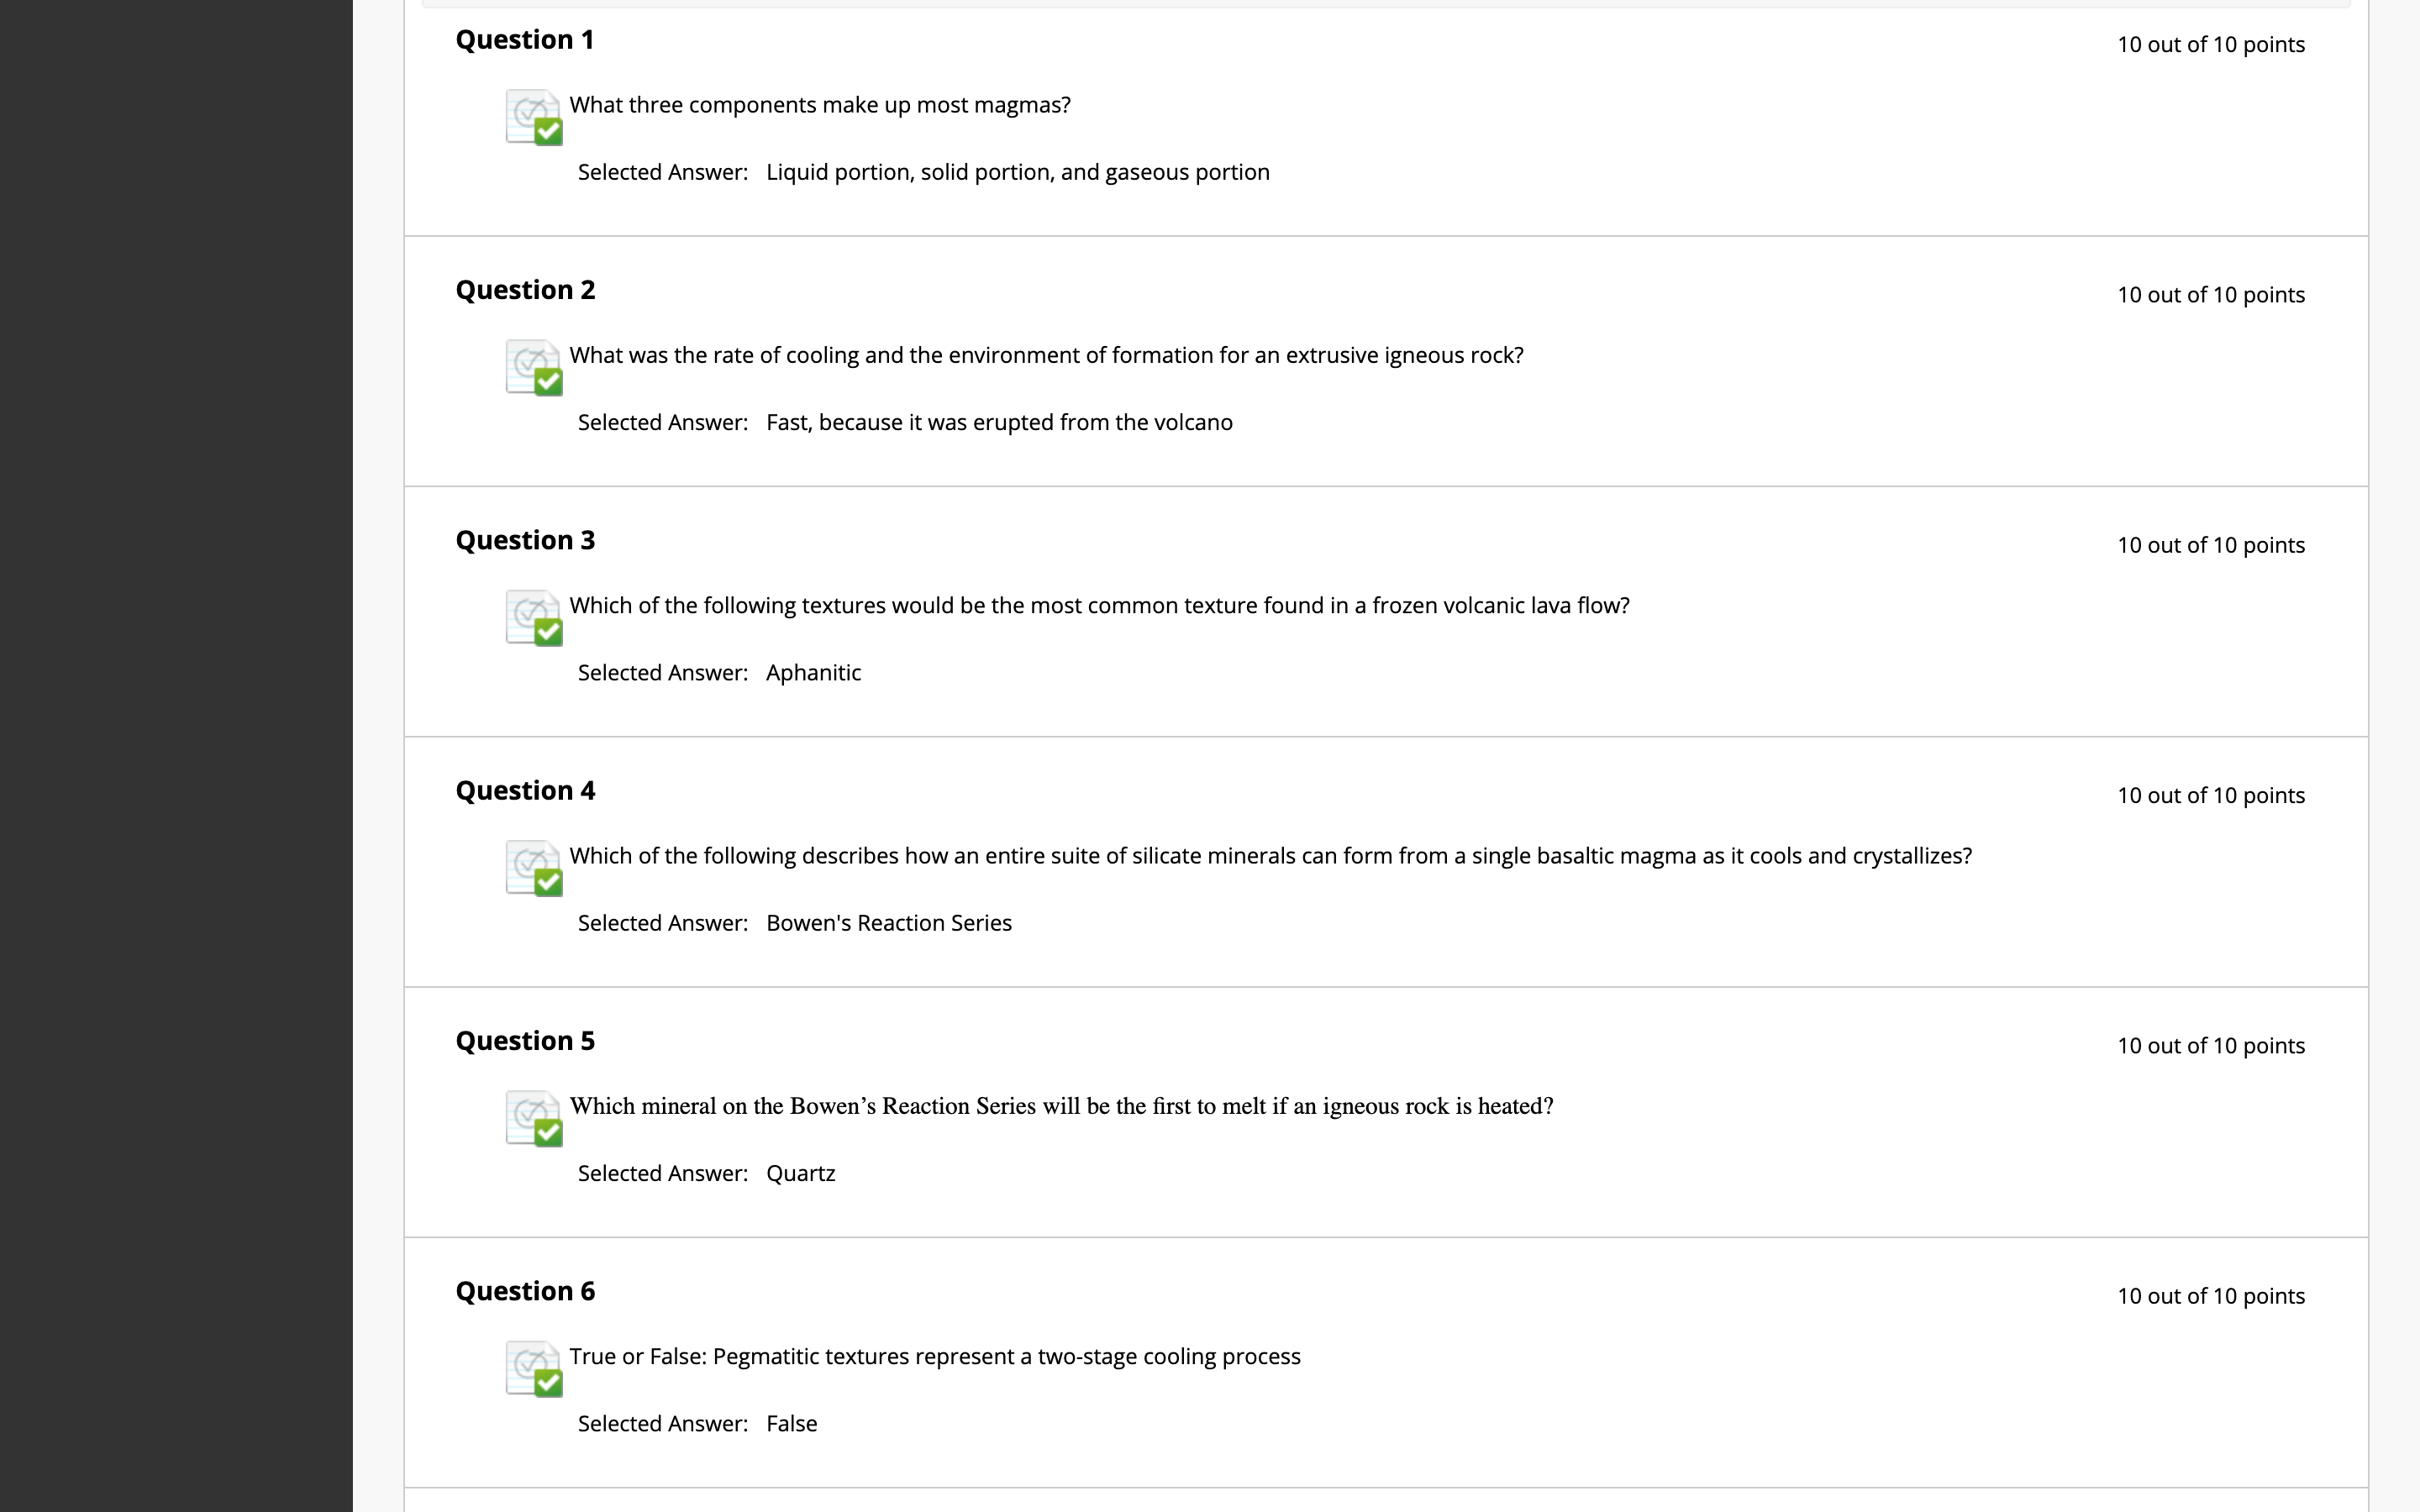 Question 1
10 out of 10 points
What three components make up most magmas?
Selected Answer: Liquid portion, solid portion, and gaseous portion
Question 2
10 out of 10 points
What was the rate of cooling and the environment of formation for an extrusive igneous rock?
Selected Answer: Fast, because it was erupted from the volcano
Question 3
10 out of 10 points
Which of the following textures would be the most common texture found in a frozen volcanic lava flow?
Selected Answer: Aphanitic
Question 4
10 out of 10 points
Which of the following describes how an entire suite of silicate minerals can form from a single basaltic magma as it cools and crystallizes?
Selected Answer: Bowen's Reaction Series
Question 5
10 out of 10 points
Which mineral on the Bowen’s Reaction Series will be the first to melt if an igneous rock is heated?
Selected Answer: Quartz
Question 6
10 out of 10 points
True or False: Pegmatitic textures represent a two-stage cooling process
Selected Answer: False